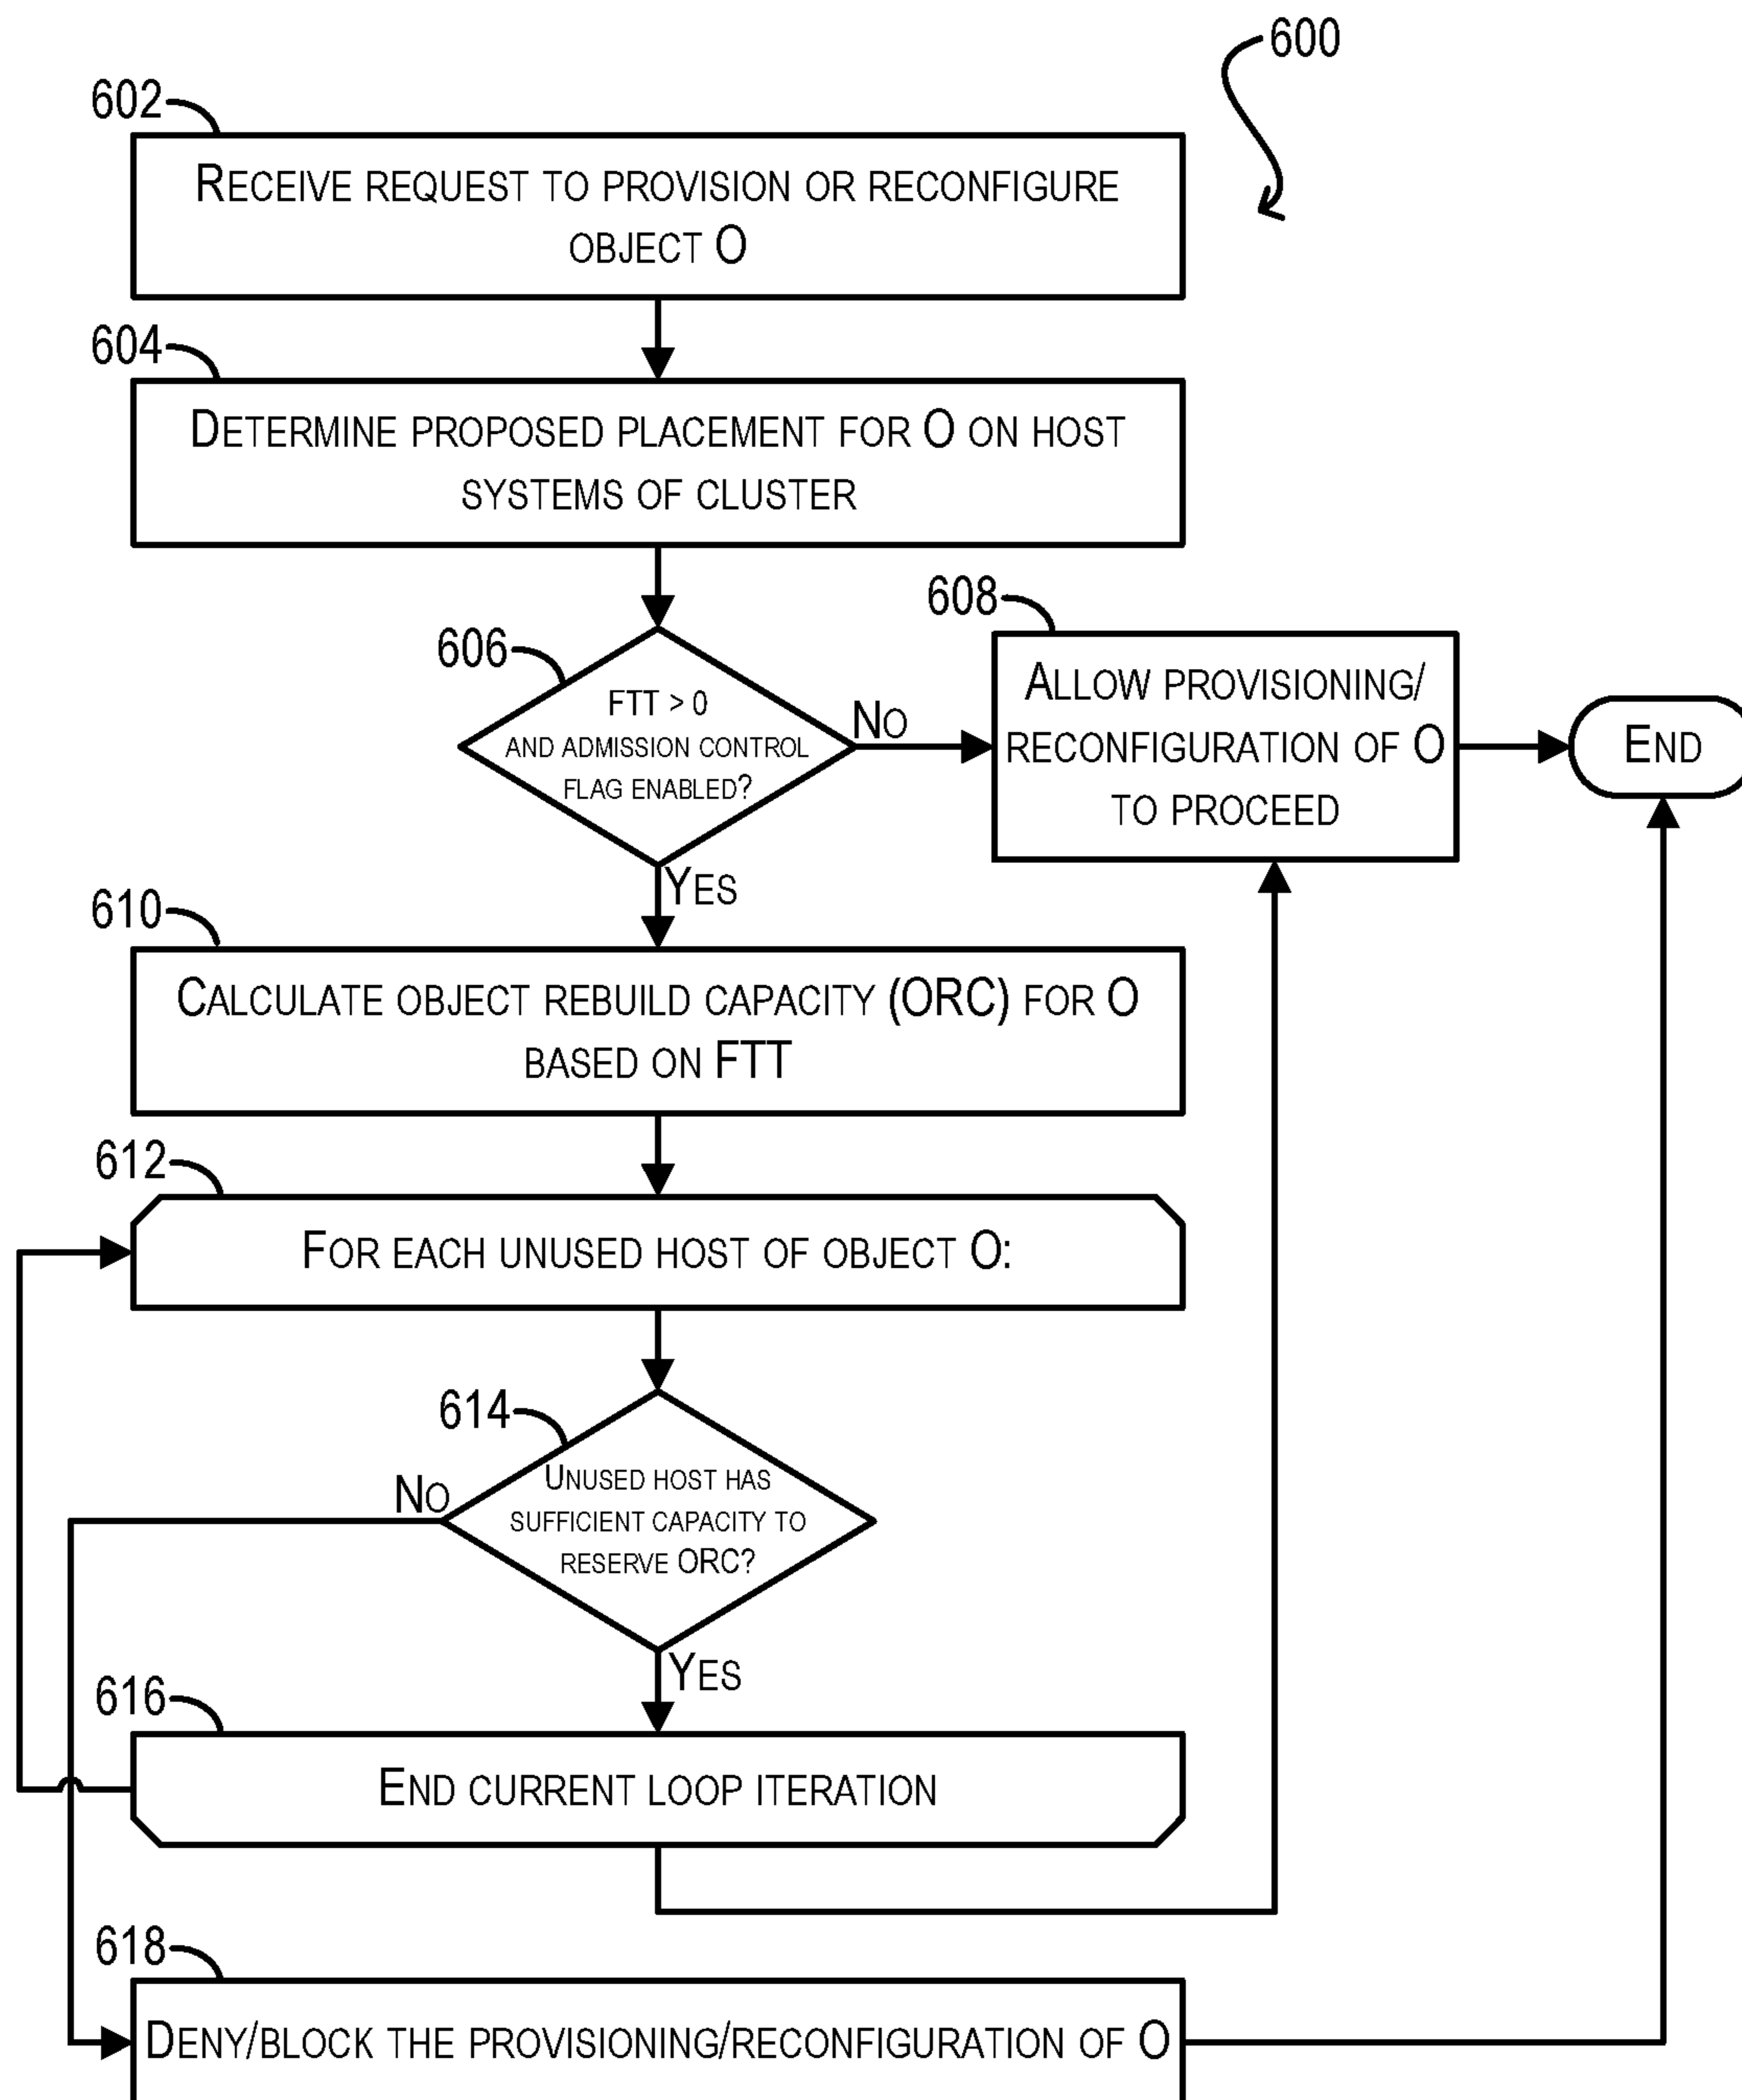 600
602
RECEIVE REQUEST TO PROVISION OR RECONFIGURE
OBJECT O
604
DETERMINE PROPOSED PLACEMENT FOR O ON HOST
SYSTEMS OF CLUSTER
606
FTT > 0
AND ADMISSION CONTROL
FLAG ENABLED?
NO
YES
608
ALLOW PROVISIONING/
RECONFIGURATION OF O
TO PROCEED
END
610
CALCULATE OBJECT REBUILD CAPACITY (ORC) FOR O
BASED ON FTT
612
FOR EACH UNUSED HOST OF OBJECT O:
614
UNUSED HOST HAS
SUFFICIENT CAPACITY TO
RESERVE ORC?
NO
YES
616
END CURRENT LOOP ITERATION
618
DENY/BLOCK THE PROVISIONING/RECONFIGURATION OF O